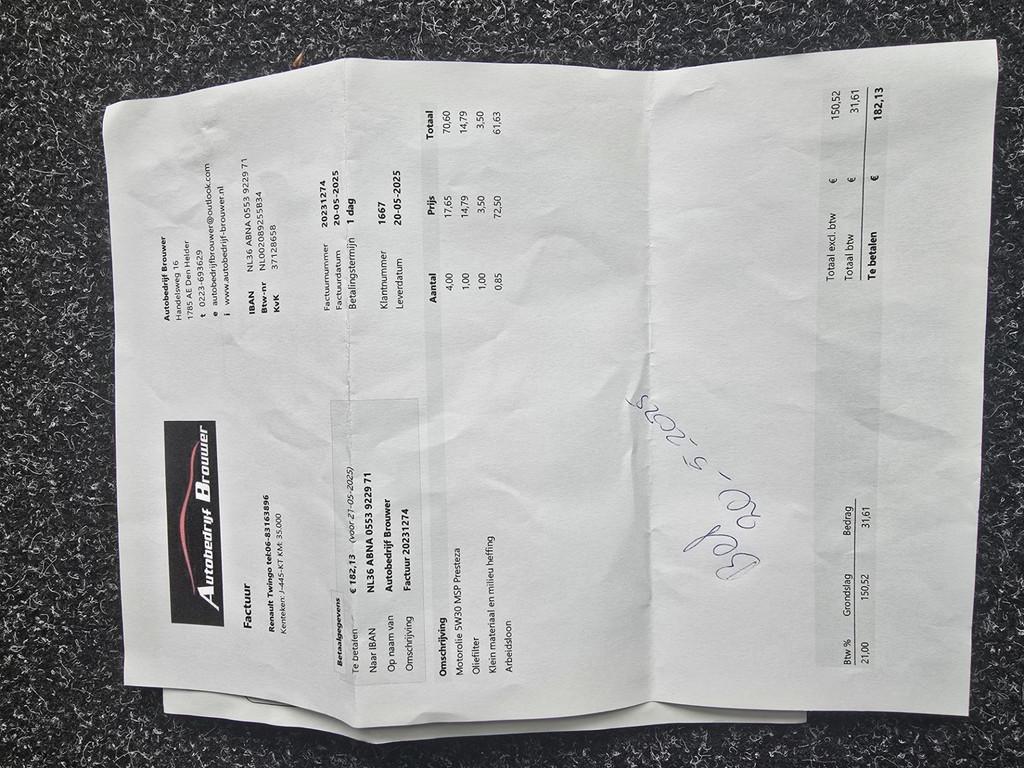 Autobedrijf Brouwer
Autobedrijf Brouwer
Handelsweg 16
1785 AE Den Helder
t 0223-693629
e autobedrijfbrouwer@outlook.com
i www.autobedrijf-brouwer.nl
IBAN NL36 ABNA 0553 9229 71
Btw-nr NL002089255B34
KvK 37128658
Factuur
Renault Twingo tel:06-83163896
Kenteken: J-445-KT KM: 35.000
Factuurnummer 20231274
Factuurdatum 20-05-2025
Betalingstermijn 1 dag
Klantnummer 1667
Leverdatum 20-05-2025
Betaalgegevens
Te betalen € 182,13 (voor 21-05-2025)
Naar IBAN NL36 ABNA 0553 9229 71
Op naam van Autobedrijf Brouwer
Omschrijving Factuur 20231274
Omschrijving Aantal Prijs Totaal
Motorolie 5W30 MSP Presteza 4,00 17,65 70,60
Oliefilter 1,00 14,79 14,79
Klein materiaal en milieu heffing 1,00 3,50 3,50
Arbeidsloon 0,85 72,50 61,63
Bet 20-5-2025
Btw % Grondslag Bedrag
21,00 150,52 31,61
Totaal excl. btw € 150,52
Totaal btw € 31,61
Te betalen € 182,13